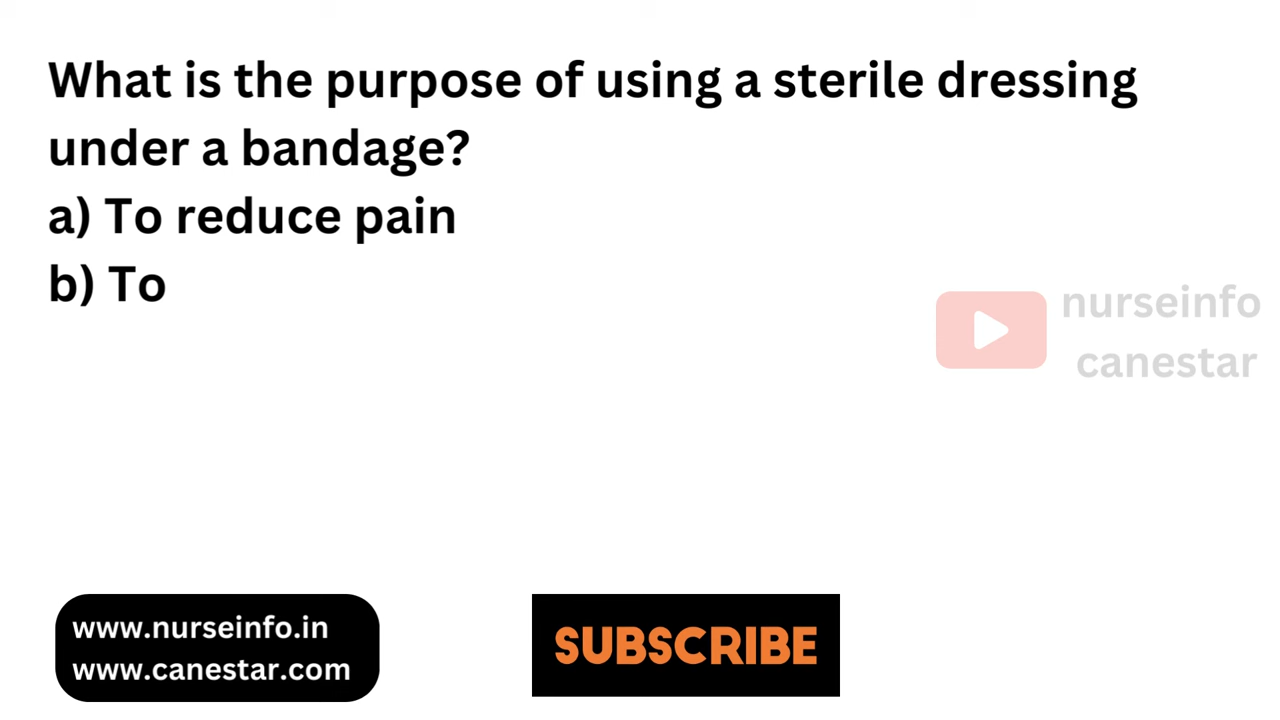 What is the purpose of using a sterile dressing
under a bandage?
a) To reduce pain
b) To
nurseinfo
canestar
www.nurseinfo.in
www.canestar.com
SUBSCRIBE